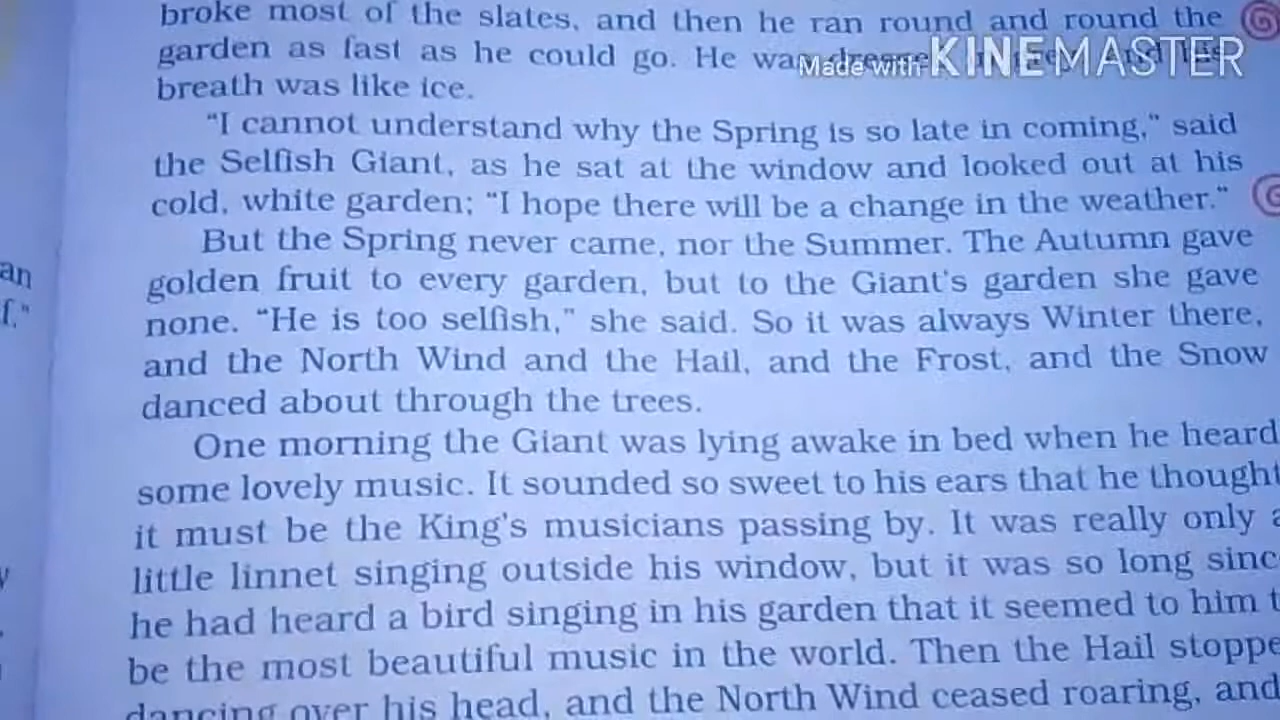 broke most of the slates, and then he ran round and round the
garden as fast as he could go. He was
Made with KINEMASTER
breath was like ice.
"I cannot understand why the Spring is so late in coming," said
the Selfish Giant, as he sat at the window and looked out at his
cold, white garden; "I hope there will be a change in the weather."
But the Spring never came, nor the Summer. The Autumn gave
an
golden fruit to every garden, but to the Giant's garden she gave
f,"
none. "He is too selfish," she said. So it was always Winter there,
and the North Wind and the Hail, and the Frost, and the Snow
danced about through the trees.
One morning the Giant was lying awake in bed when he heard
some lovely music. It sounded so sweet to his ears that he thought
it must be the King's musicians passing by. It was really only a
little linnet singing outside his window, but it was so long sinc
he had heard a bird singing in his garden that it seemed to him t
be the most beautiful music in the world. Then the Hail stoppe
dancing over his head, and the North Wind ceased roaring, and